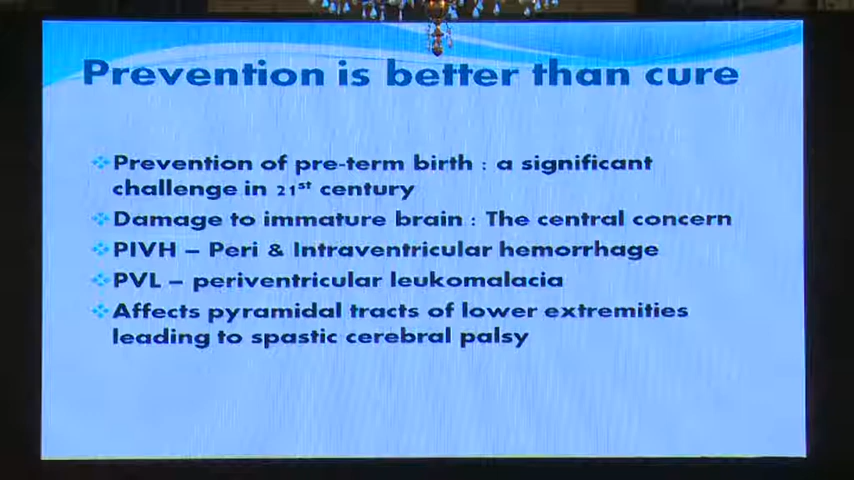 Prevention is better than cure
Prevention of pre-term birth : a significant
challenge in 21st century
Damage to immature brain : The central concern
PIVH – Peri & Intraventricular hemorrhage
PVL – periventricular leukomalacia
Affects pyramidal tracts of lower extremities
leading to spastic cerebral palsy